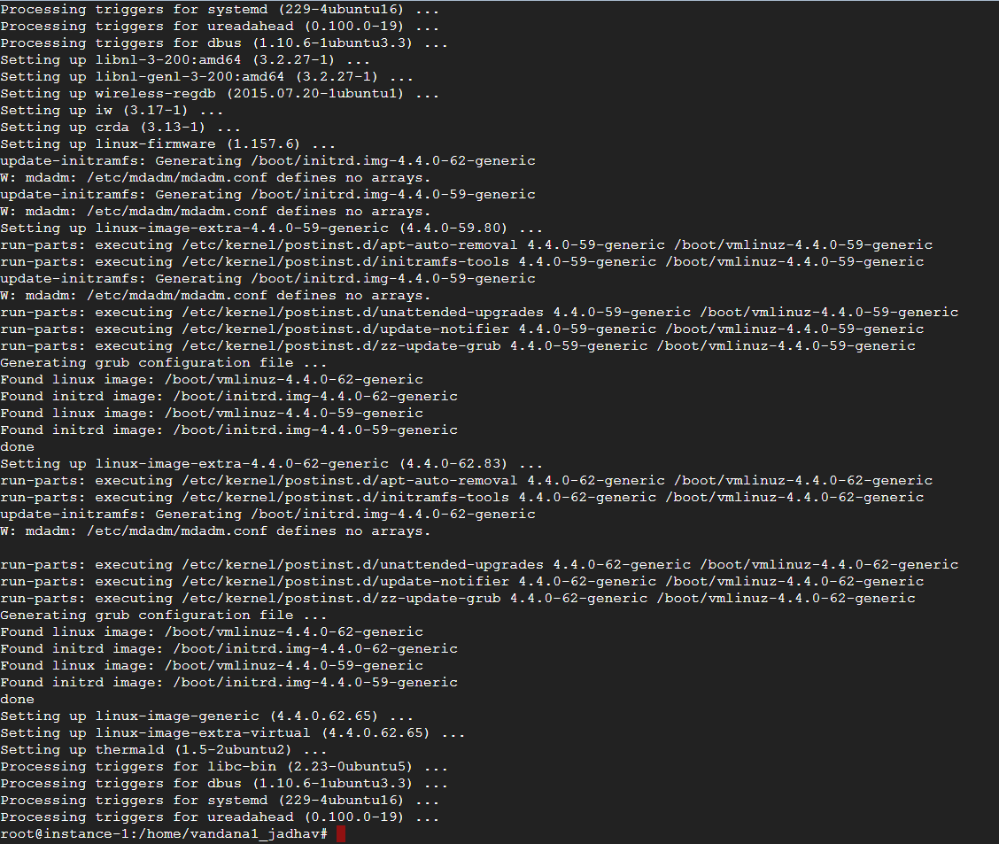 Processing triggers for systemd (229-4ubuntu16) ...
Processing triggers for ureadahead (0.100.0-19) ...
Processing triggers for dbus (1.10.6-1ubuntu3.3) ...
Setting up libnl-3-200:amd64 (3.2.27-1) ...
Setting up libnl-genl-3-200:amd64 (3.2.27-1) ...
Setting up wireless-regdb (2015.07.20-1ubuntu1) ...
Setting up iw (3.17-1) ...
Setting up crda (3.13-1) ...
Setting up linux-firmware (1.157.6) ...
update-initramfs: Generating /boot/initrd.img-4.4.0-62-generic
W: mdadm: /etc/mdadm/mdadm.conf defines no arrays.
update-initramfs: Generating /boot/initrd.img-4.4.0-59-generic
W: mdadm: /etc/mdadm/mdadm.conf defines no arrays.
Setting up linux-image-extra-4.4.0-59-generic (4.4.0-59.80) ...
run-parts: executing /etc/kernel/postinst.d/apt-auto-removal 4.4.0-59-generic /boot/vmlinuz-4.4.0-59-generic
run-parts: executing /etc/kernel/postinst.d/initramfs-tools 4.4.0-59-generic /boot/vmlinuz-4.4.0-59-generic
update-initramfs: Generating /boot/initrd.img-4.4.0-59-generic
W: mdadm: /etc/mdadm/mdadm.conf defines no arrays.
run-parts: executing /etc/kernel/postinst.d/unattended-upgrades 4.4.0-59-generic /boot/vmlinuz-4.4.0-59-generic
run-parts: executing /etc/kernel/postinst.d/update-notifier 4.4.0-59-generic /boot/vmlinuz-4.4.0-59-generic
run-parts: executing /etc/kernel/postinst.d/zz-update-grub 4.4.0-59-generic /boot/vmlinuz-4.4.0-59-generic
Generating grub configuration file ...
Found linux image: /boot/vmlinuz-4.4.0-62-generic
Found initrd image: /boot/initrd.img-4.4.0-62-generic
Found linux image: /boot/vmlinuz-4.4.0-59-generic
Found initrd image: /boot/initrd.img-4.4.0-59-generic
done
Setting up linux-image-extra-4.4.0-62-generic (4.4.0-62.83) ...
run-parts: executing /etc/kernel/postinst.d/apt-auto-removal 4.4.0-62-generic /boot/vmlinuz-4.4.0-62-generic
run-parts: executing /etc/kernel/postinst.d/initramfs-tools 4.4.0-62-generic /boot/vmlinuz-4.4.0-62-generic
update-initramfs: Generating /boot/initrd.img-4.4.0-62-generic
W: mdadm: /etc/mdadm/mdadm.conf defines no arrays.
run-parts: executing /etc/kernel/postinst.d/unattended-upgrades 4.4.0-62-generic /boot/vmlinuz-4.4.0-62-generic
run-parts: executing /etc/kernel/postinst.d/update-notifier 4.4.0-62-generic /boot/vmlinuz-4.4.0-62-generic
run-parts: executing /etc/kernel/postinst.d/zz-update-grub 4.4.0-62-generic /boot/vmlinuz-4.4.0-62-generic
Generating grub configuration file ...
Found linux image: /boot/vmlinuz-4.4.0-62-generic
Found initrd image: /boot/initrd.img-4.4.0-62-generic
Found linux image: /boot/vmlinuz-4.4.0-59-generic
Found initrd image: /boot/initrd.img-4.4.0-59-generic
done
Setting up linux-image-generic (4.4.0.62.65) ...
Setting up linux-image-extra-virtual (4.4.0.62.65) ...
Setting up thermald (1.5-2ubuntu2) ...
Processing triggers for libc-bin (2.23-0ubuntu5) ...
Processing triggers for dbus (1.10.6-1ubuntu3.3) ...
Processing triggers for systemd (229-4ubuntu16) ...
Processing triggers for ureadahead (0.100.0-19) ...
root@instance-1:/home/vandana1_jadhav#